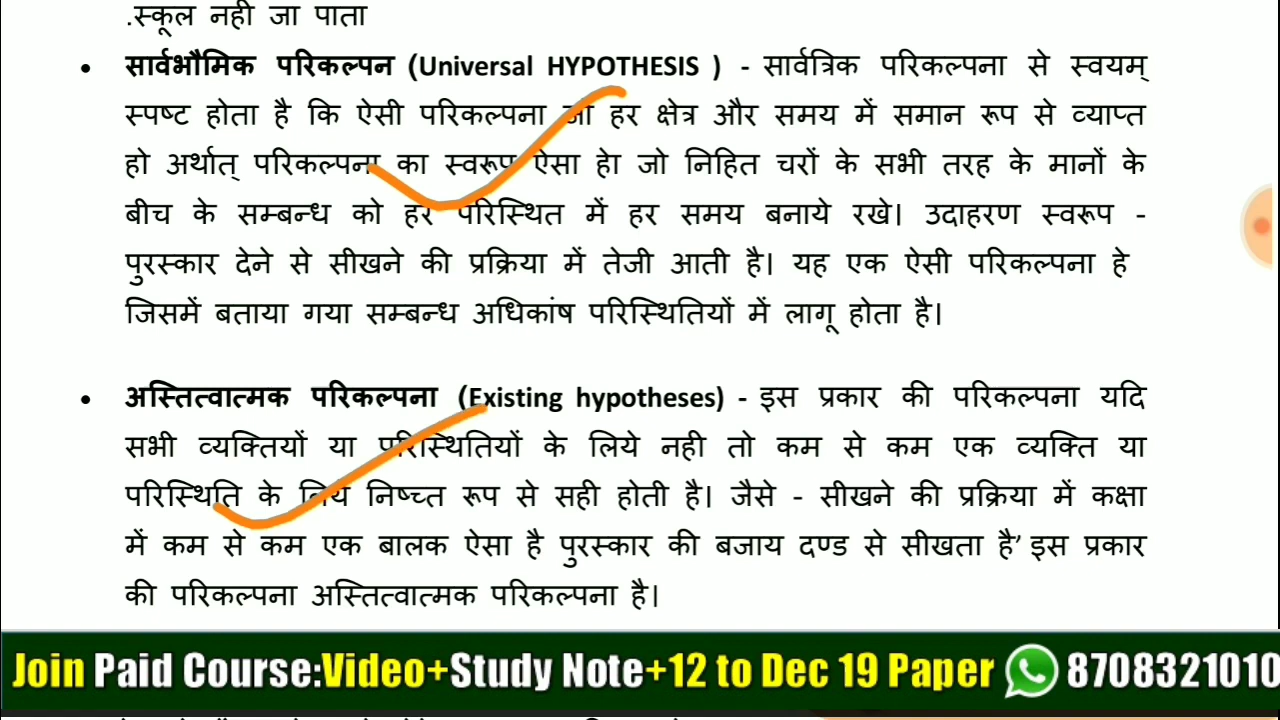 .स्कूल नही जा पाता
• सार्वभौमिक परिकल्पन (Universal HYPOTHESIS ) - सार्वत्रिक परिकल्पना से स्वयम्
स्पष्ट होता है कि ऐसी परिकल्पना जो हर क्षेत्र और समय में समान रूप से व्याप्त
हो अर्थात् परिकल्पना का स्वरूप ऐसा हेा जो निहित चरों के सभी तरह के मानों के
बीच के सम्बन्ध को हर परिस्थित में हर समय बनाये रखे। उदाहरण स्वरूप -
पुरस्कार देने से सीखने की प्रक्रिया में तेजी आती है। यह एक ऐसी परिकल्पना हे
जिसमें बताया गया सम्बन्ध अधिकांष परिस्थितियों में लागू होता है।
• अस्तित्वात्मक परिकल्पना (Existing hypotheses) - इस प्रकार की परिकल्पना यदि
सभी व्यक्तियों या परिस्थितियों के लिये नही तो कम से कम एक व्यक्ति या
परिस्थिति के लिये निष्च्त रूप से सही होती है। जैसे - सीखने की प्रक्रिया में कक्षा
में कम से कम एक बालक ऐसा है पुरस्कार की बजाय दण्ड से सीखता है’ इस प्रकार
की परिकल्पना अस्तित्वात्मक परिकल्पना है।
Join Paid Course:Video+Study Note+12 to Dec 19 Paper 8708321010